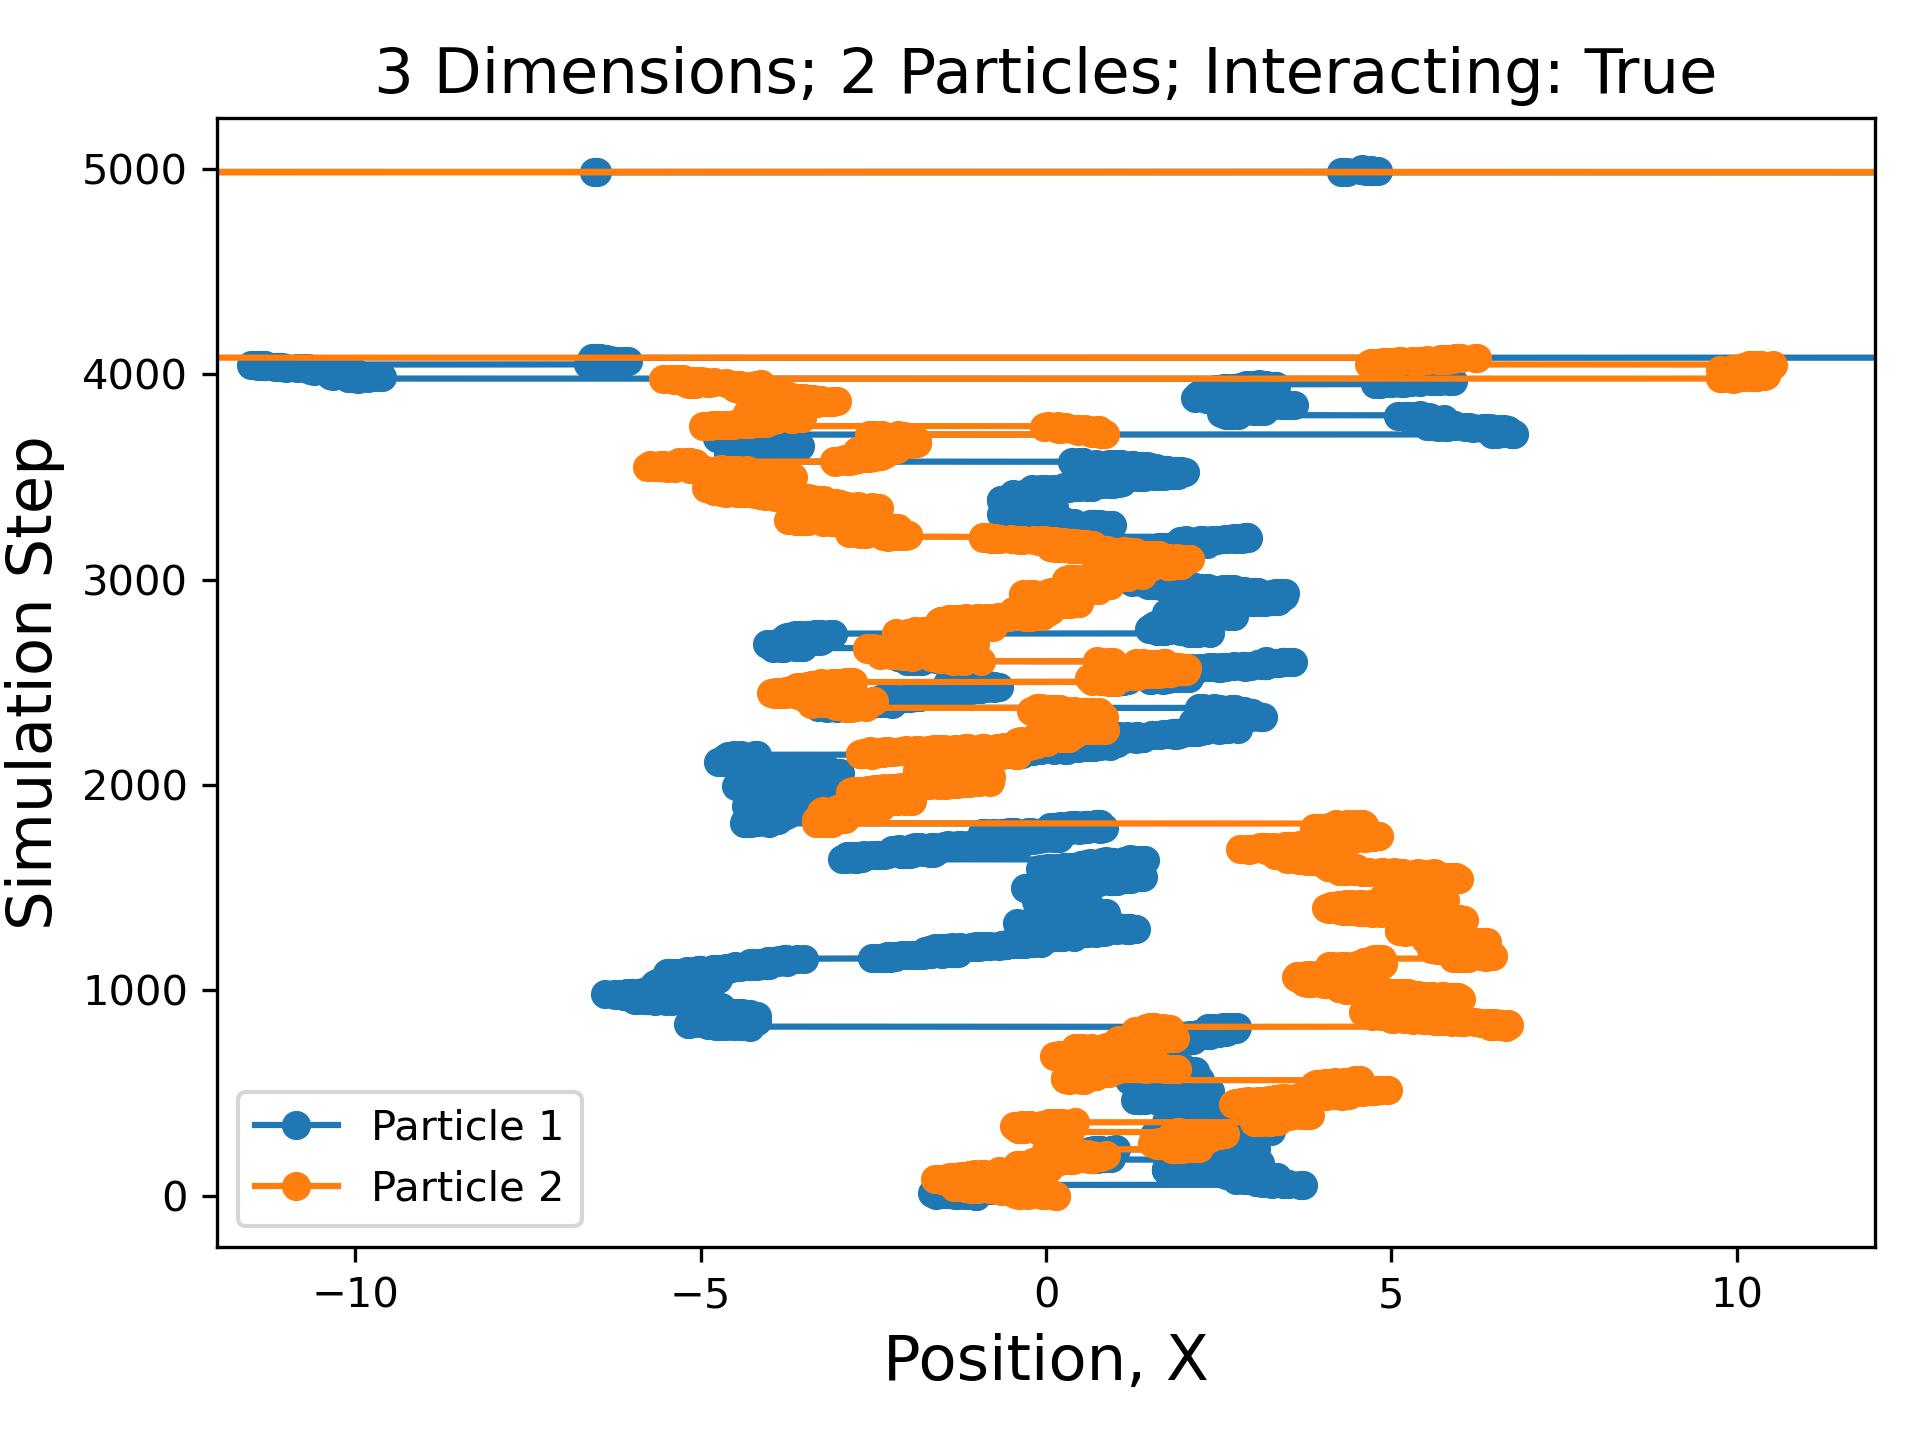 3 Dimensions; 2 Particles; Interacting: True
5000
4000
3000
2000
1000
0
Simulation Step
Particle 1
Particle 2
−10
−5
0
5
10
Position, X